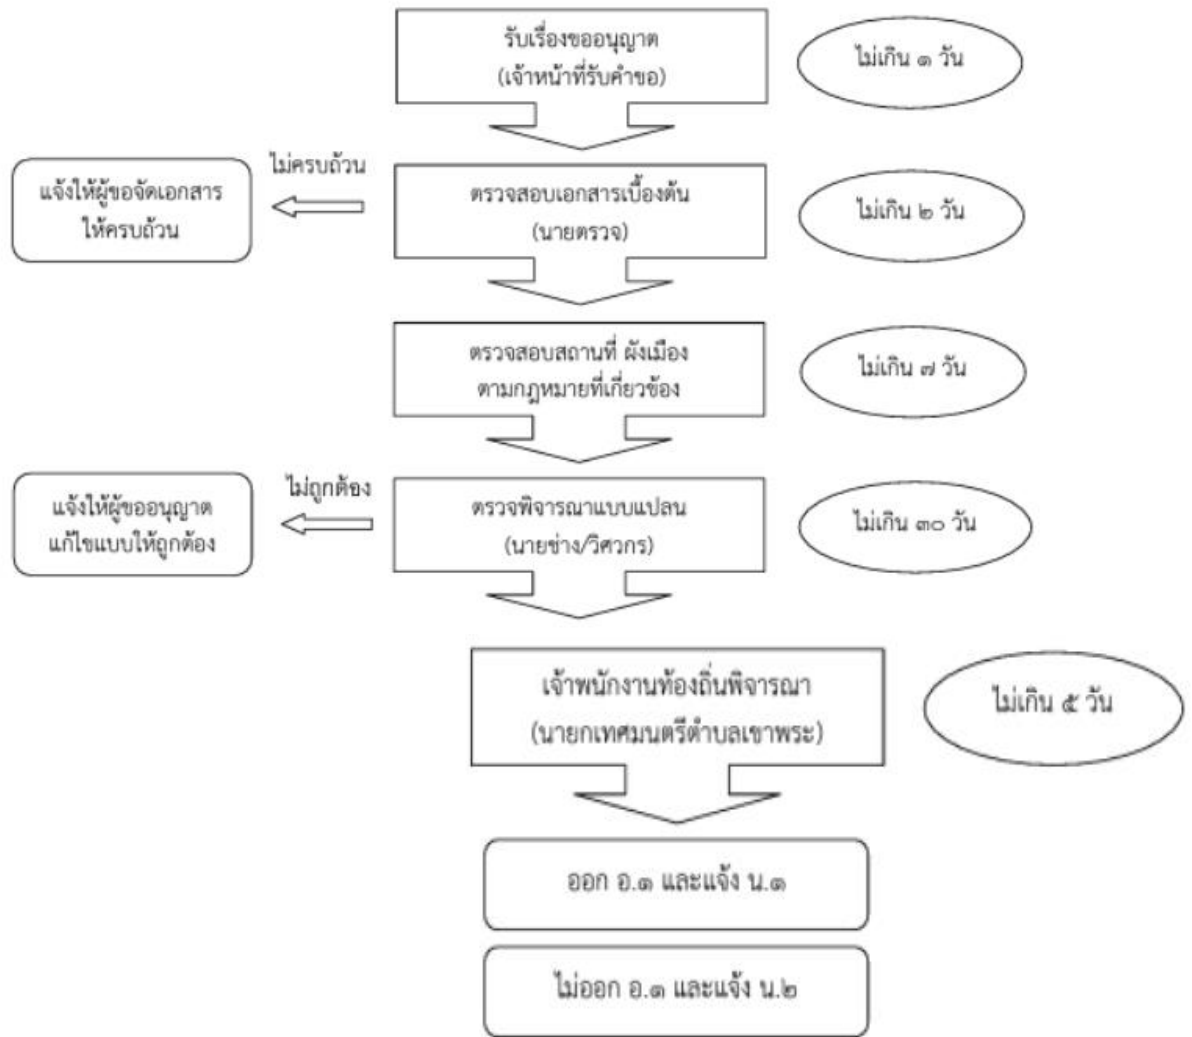 รับเรื่องขออนุญาต
(เจ้าหน้าที่รับคำขอ)
ไม่เกิน ๑ วัน
ไม่ครบถ้วน
แจ้งให้ผู้ขอจัดเอกสาร
ให้ครบถ้วน
ตรวจสอบเอกสารเบื้องต้น
(นายตรวจ)
ไม่เกิน ๒ วัน
ตรวจสอบสถานที่ ผังเมือง
ตามกฎหมายที่เกี่ยวข้อง
ไม่เกิน ๗ วัน
ไม่ถูกต้อง
แจ้งให้ผู้ขออนุญาต
แก้ไขแบบให้ถูกต้อง
ตรวจพิจารณาแบบแปลน
(นายช่าง/วิศวกร)
ไม่เกิน ๓๐ วัน
เจ้าพนักงานท้องถิ่นพิจารณา
(นายกเทศมนตรีตำบลเขาพระ)
ไม่เกิน ๕ วัน
ออก อ.๑ และแจ้ง น.๑
ไม่ออก อ.๑ และแจ้ง น.๒